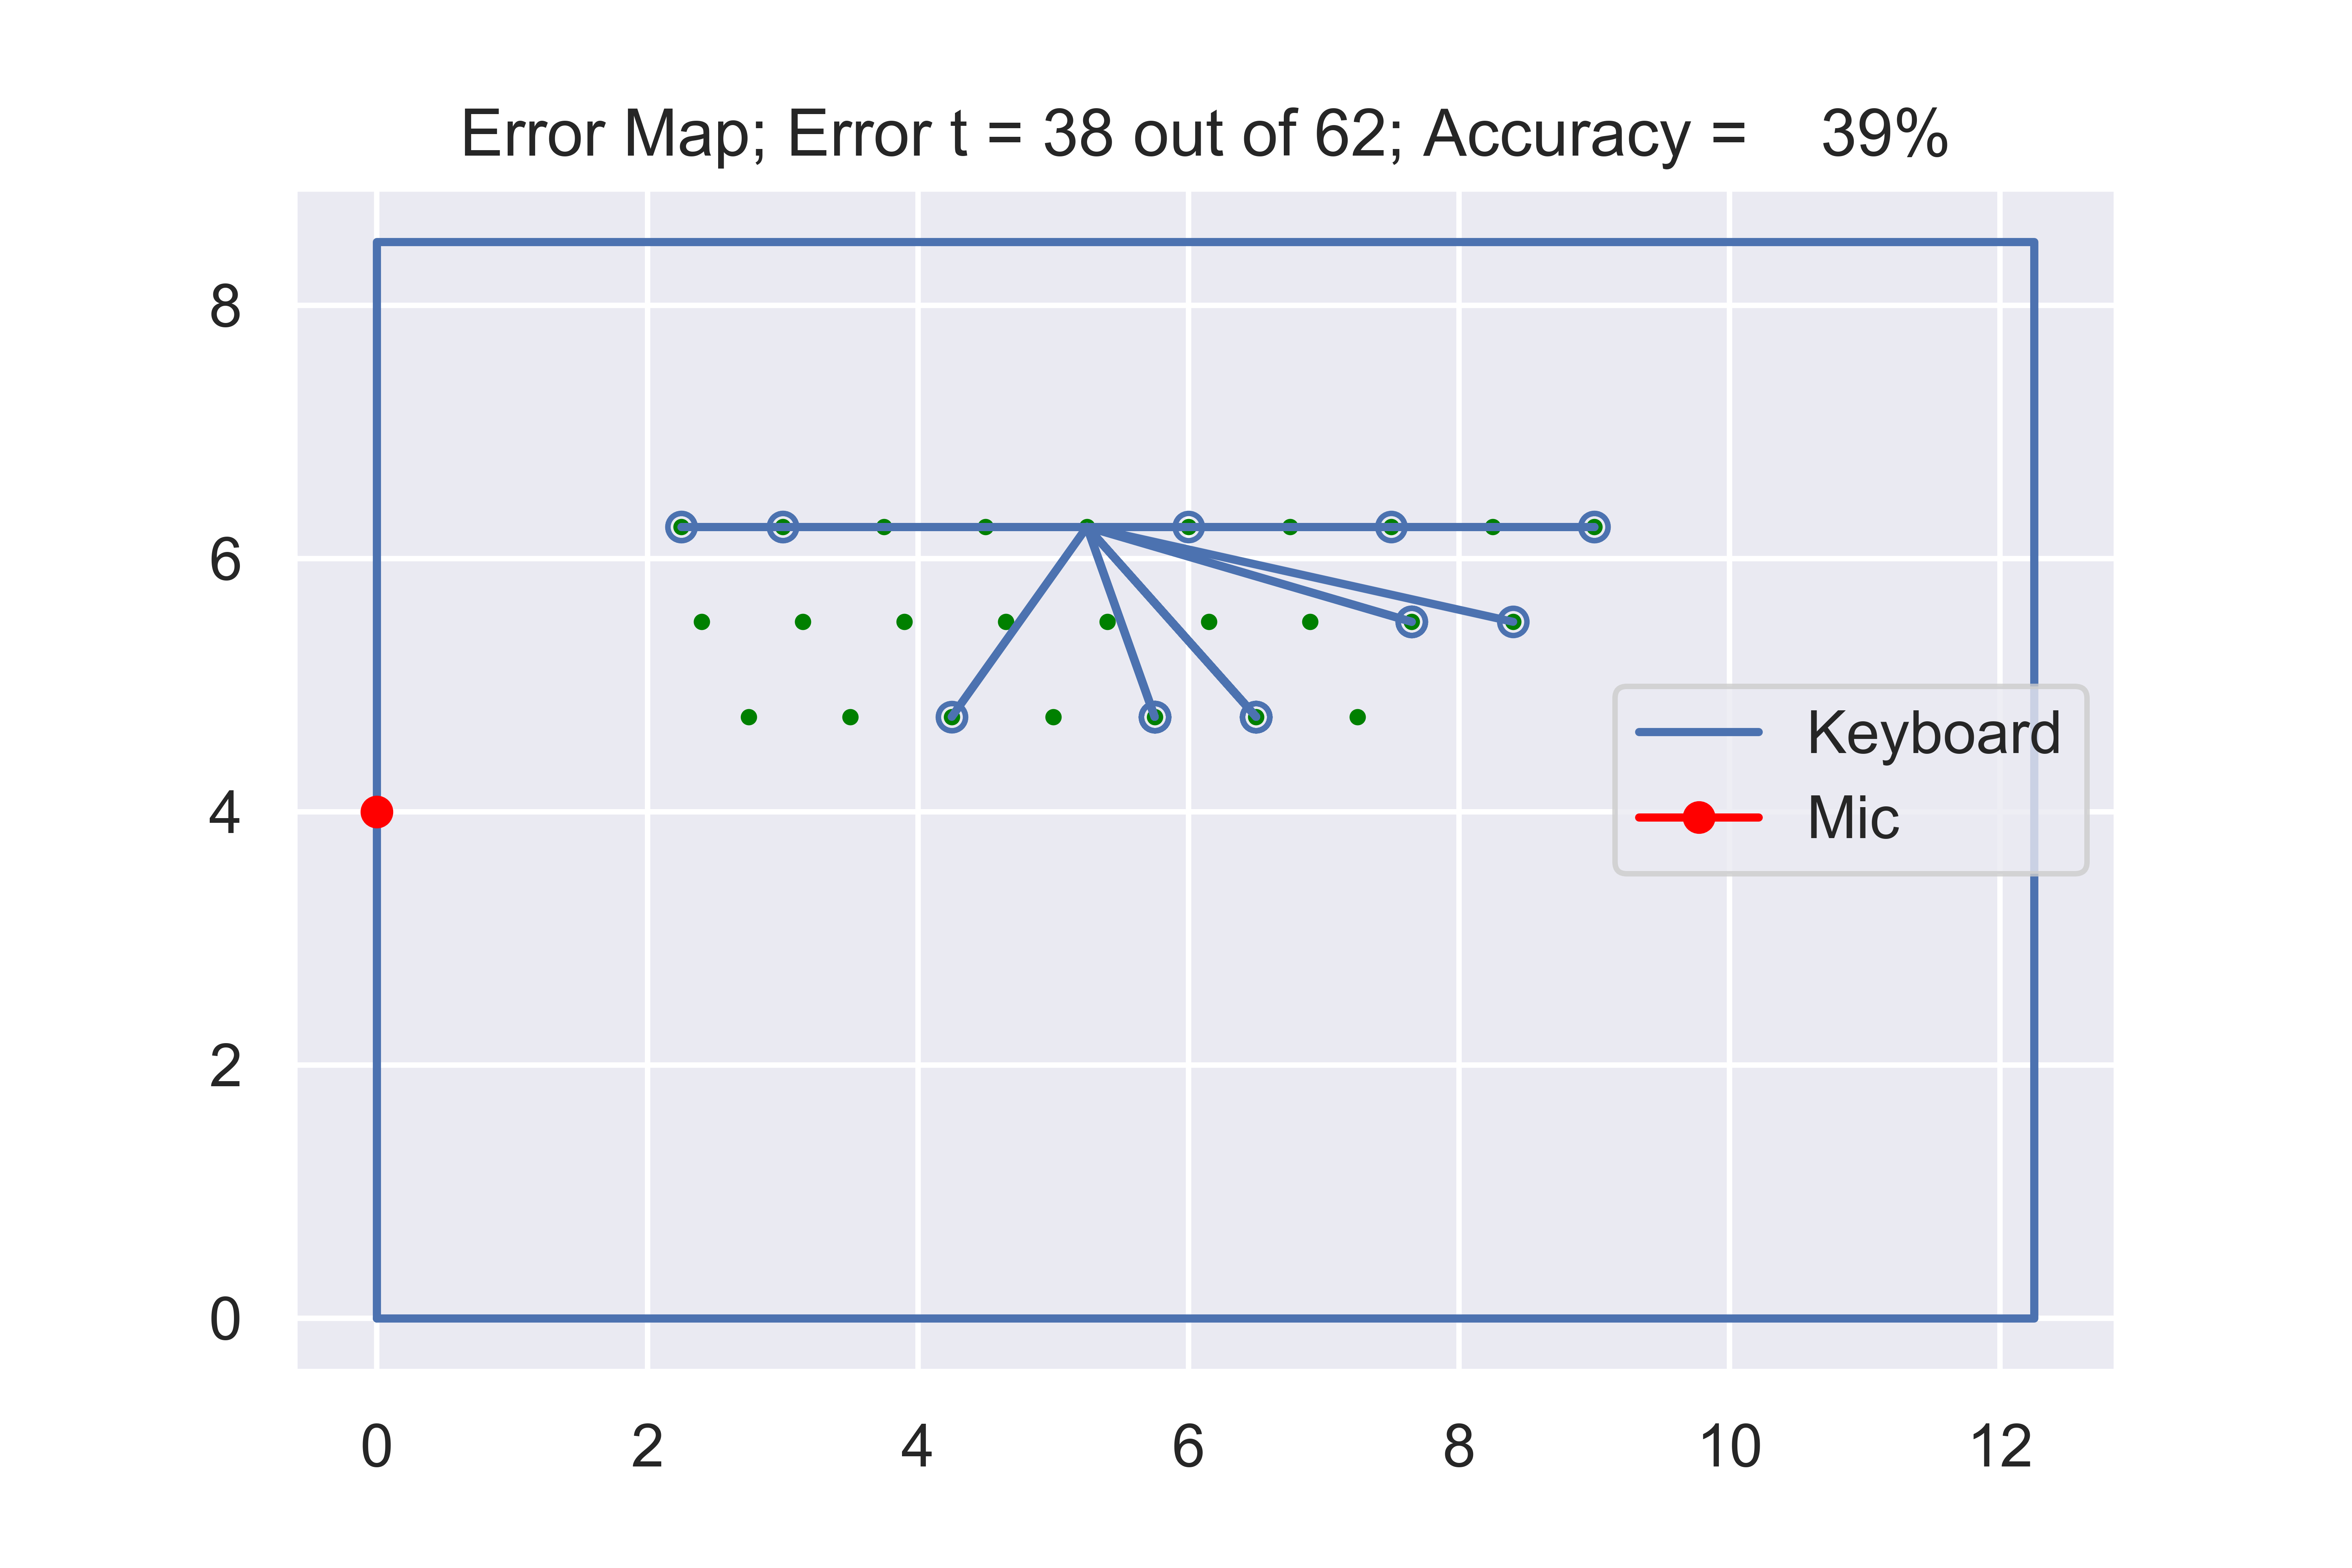 Error Map; Error t = 38 out of 62; Accuracy = 39%
8
6
4
2
0
Keyboard
Mic
0 2 4 6 8 10 12